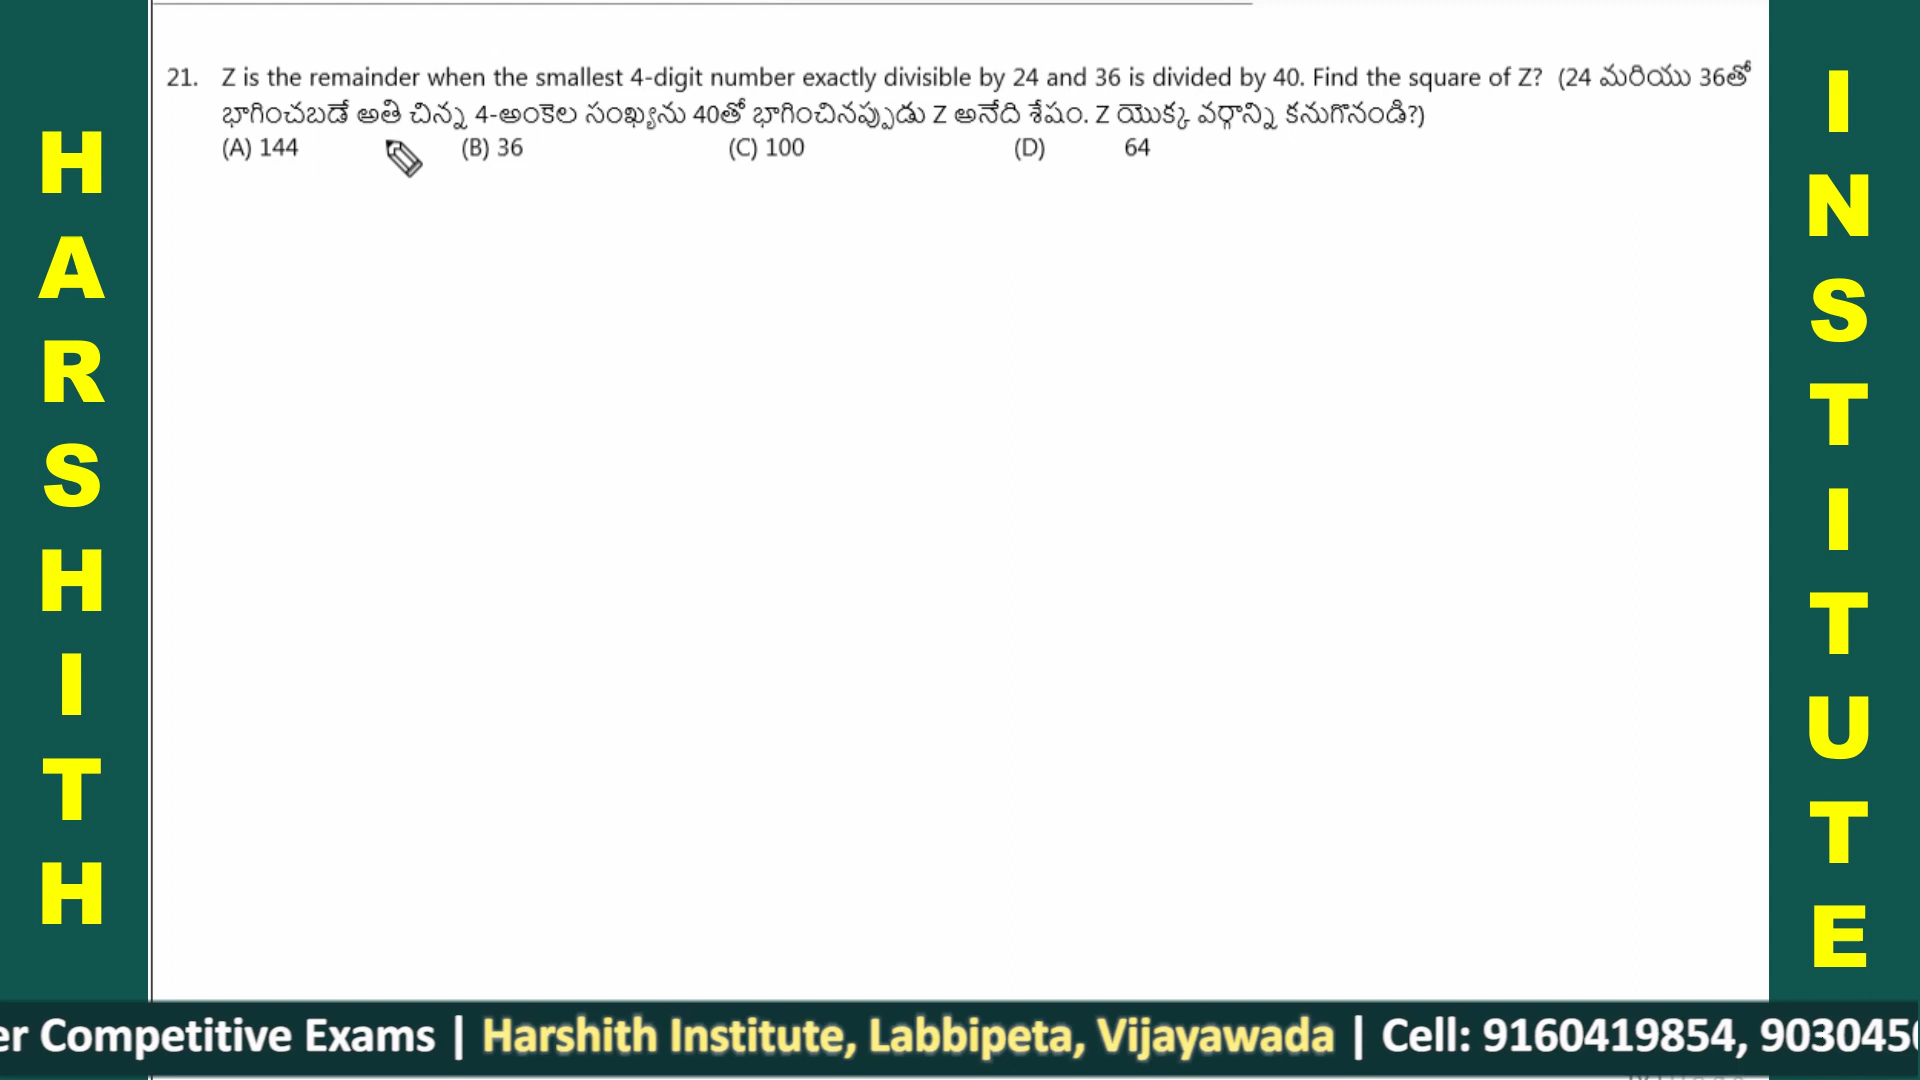 HARSHITH
21. Z is the remainder when the smallest 4-digit number exactly divisible by 24 and 36 is divided by 40. Find the square of Z? (24 మరియు 36తో
భాగించబడే అతి చిన్న 4-అంకెల సంఖ్యను 40తో భాగించినప్పుడు Z అనేది శేషం. Z యొక్క వర్గాన్ని కనుగొనండి?)
(A) 144 (B) 36 (C) 100 (D) 64
INSTITUTE
er Competitive Exams | Harshith Institute, Labbipeta, Vijayawada | Cell: 9160419854, 903045